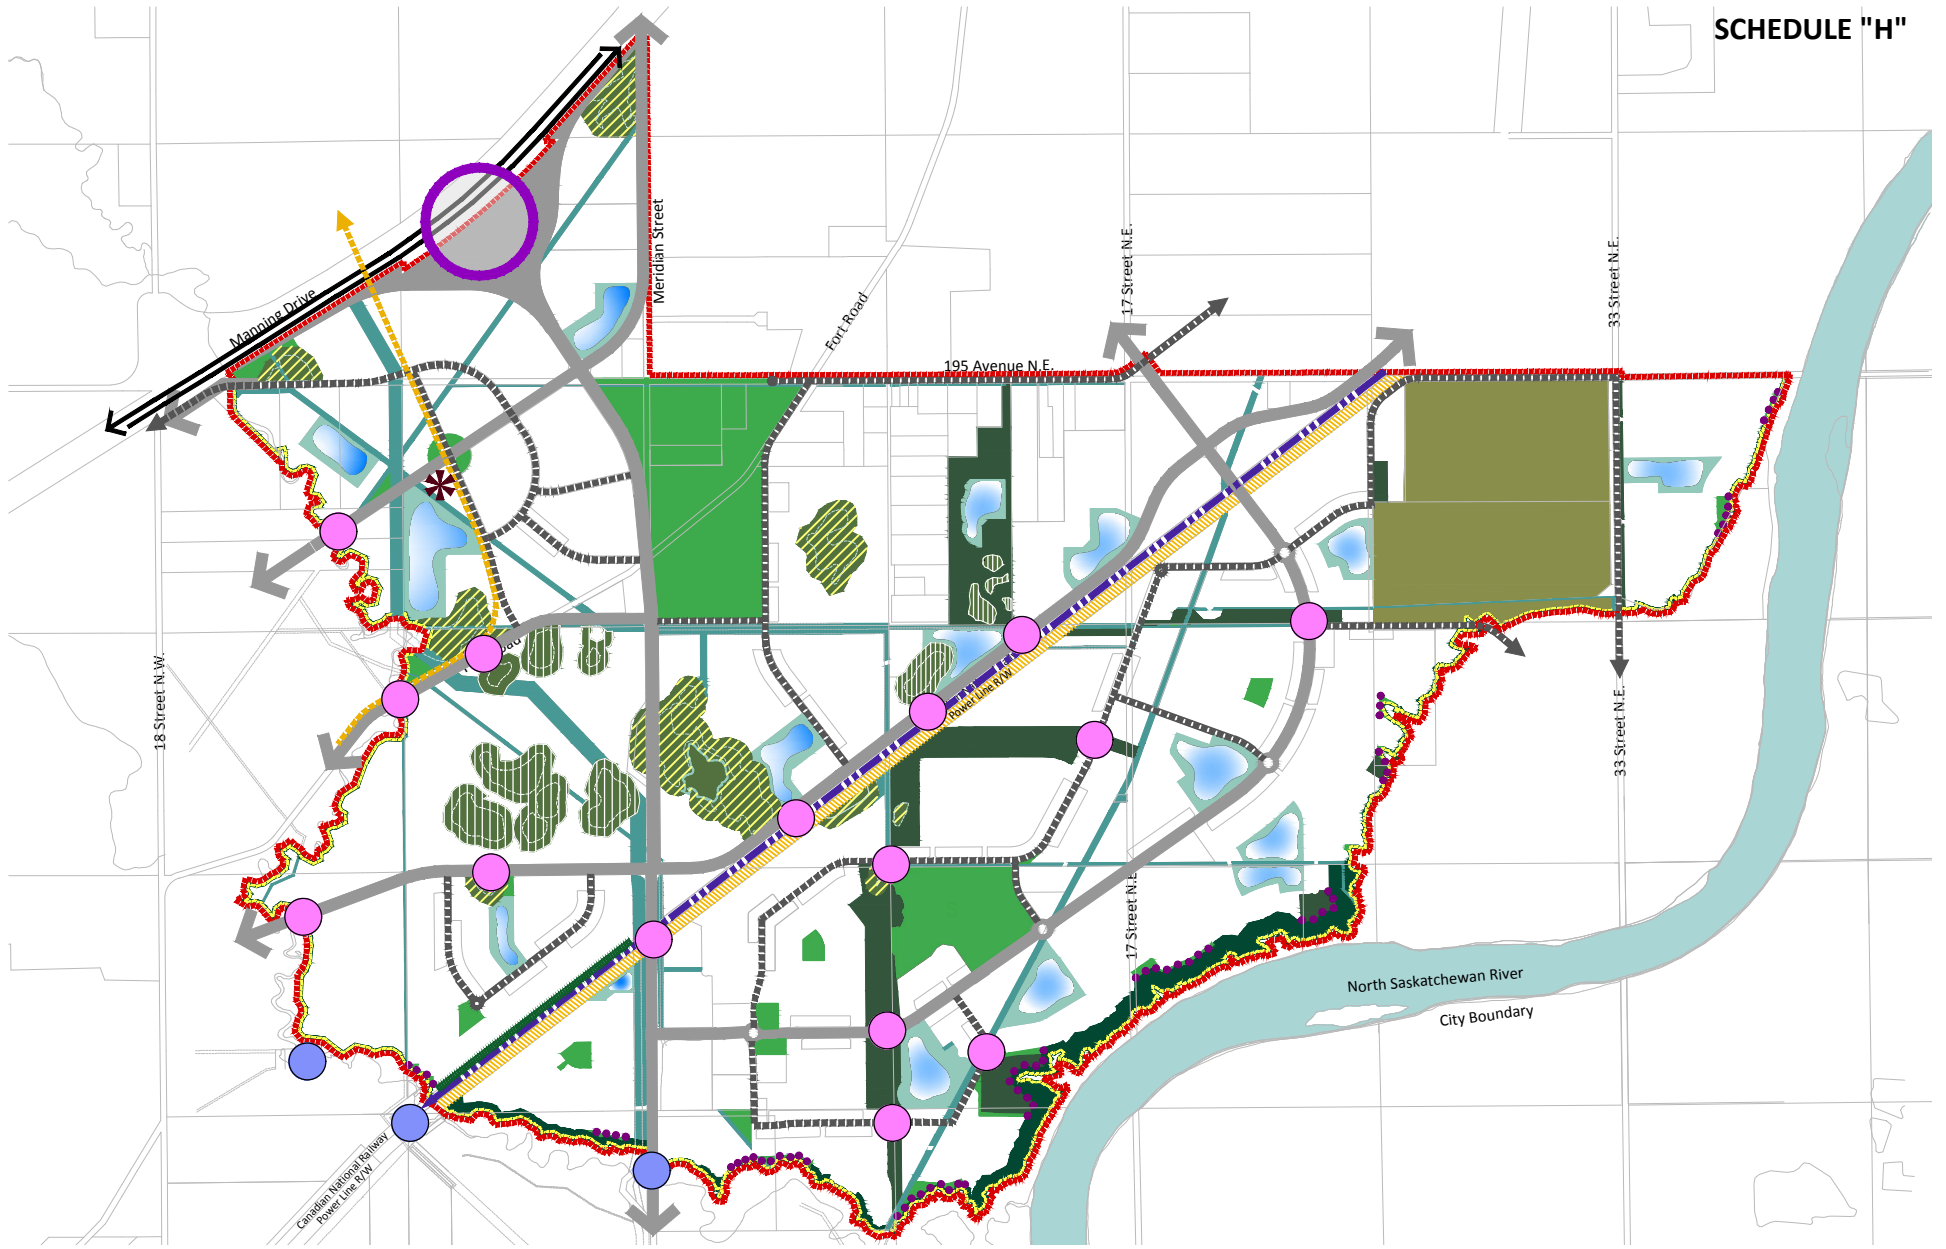 SCHEDULE "H"
Meridian Street
17 Street N.E.
33 Street N.E.
Manning Drive
Fort Road
195 Avenue N.E.
18 Street N.W.
Power Line R/W
33 Street N.E.
17 Street N.E.
North Saskatchewan River
City Boundary
Canadian National Railway
Power Line R/W